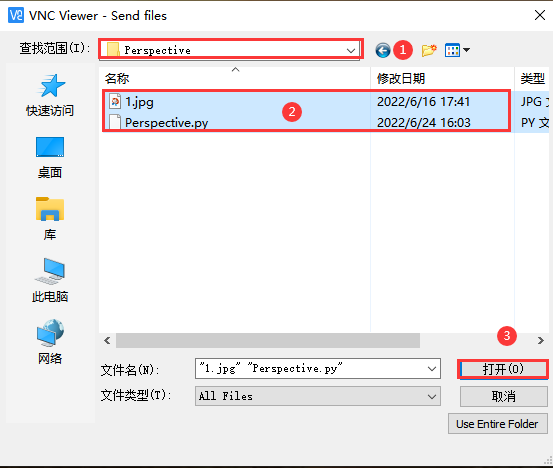 VNC Viewer - Send files
查找范围(I):
Perspective
1
快速访问
桌面
库
此电脑
网络
名称
修改日期
类型
1.jpg
2022/6/16 17:41
JPG 文
2
Perspective.py
2022/6/24 16:03
PY 文
3
文件名(N):
"1.jpg" "Perspective.py"
打开(O)
文件类型(T):
All Files
取消
Use Entire Folder